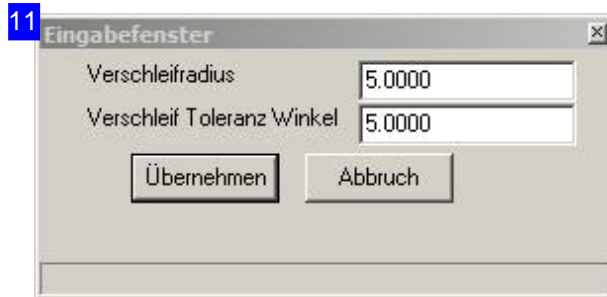 11
Eingabefenster
Verschleifradius 5.0000
Verschleif Toleranz Winkel 5.0000
Übernehmen Abbruch